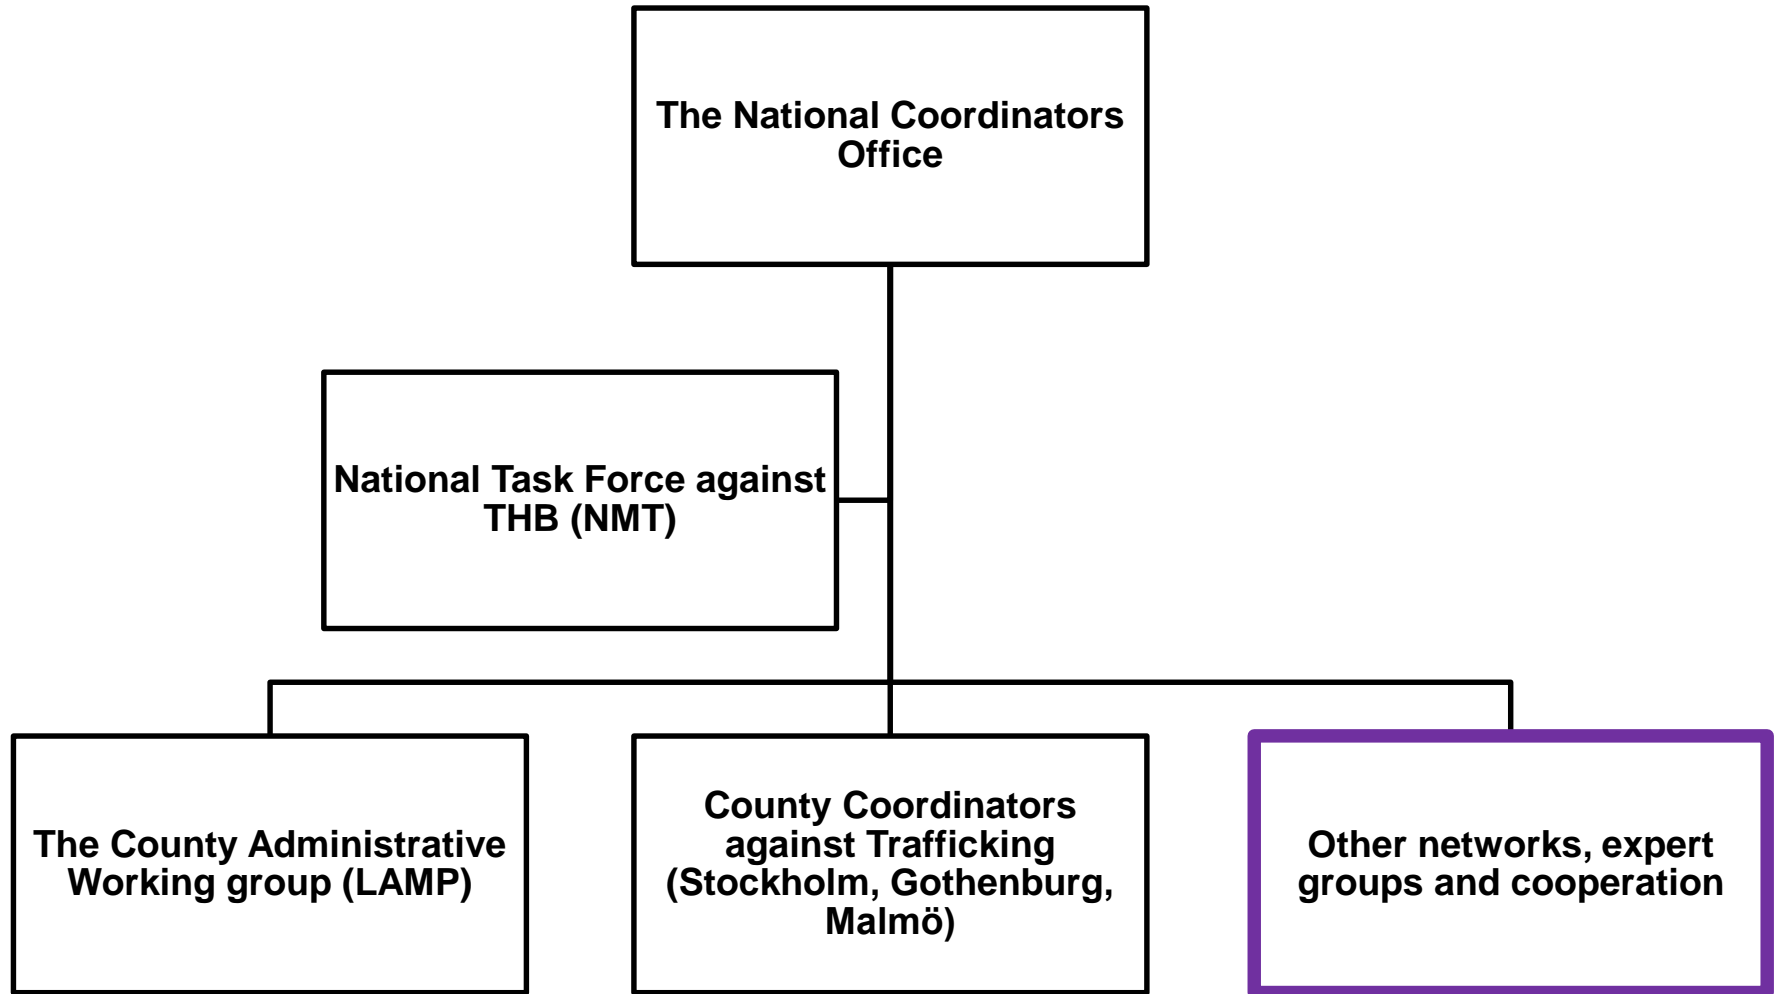 The National Coordinators
Office
National Task Force against
THB (NMT)
The County Administrative
Working group (LAMP)
County Coordinators
against Trafficking
(Stockholm, Gothenburg,
Malmö)
Other networks, expert
groups and cooperation